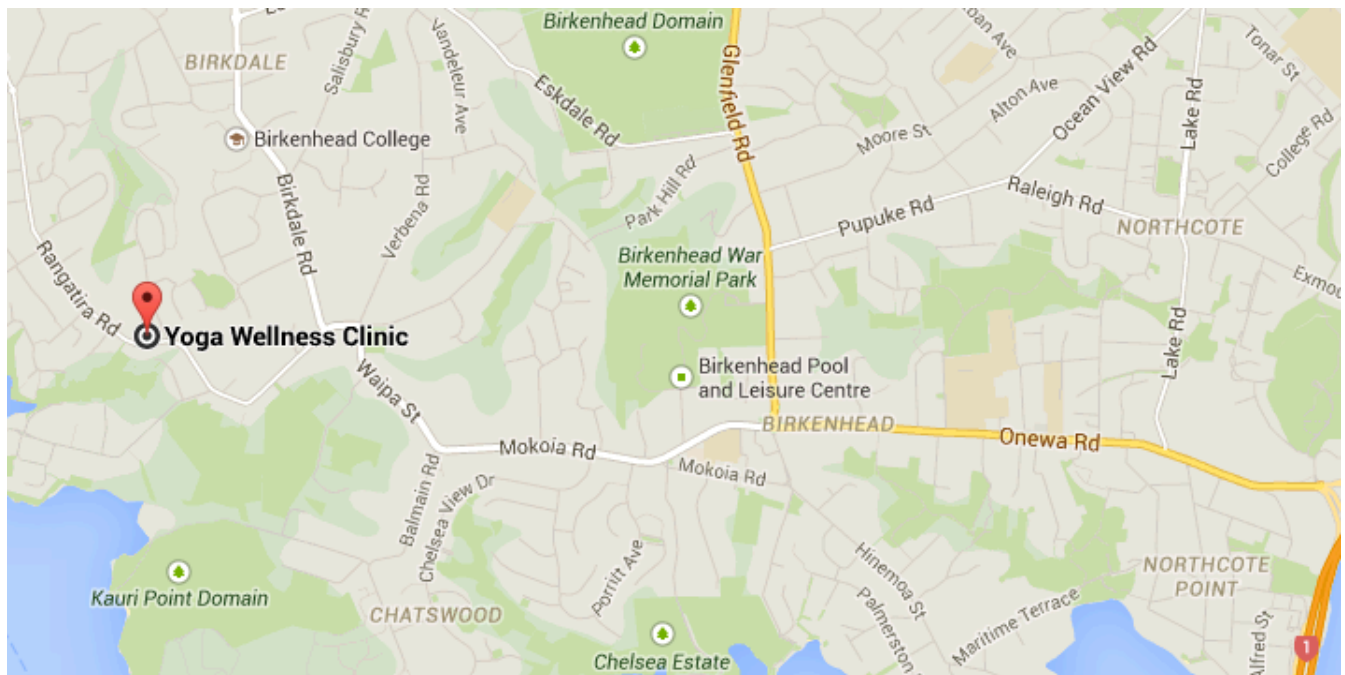 Birkenhead Domain
BIRKDALE
Salisbury R
Vandeleur Ave
Glenfield Rd
Ocean View Rd
Tonar St
Eskdale Rd
Alton Ave
Lake Rd
Birkenhead College
Moore St
College Rd
Birkdale Rd
Verbena Rd
Park Hill Rd
Raleigh Rd
Pupuke Rd
NORTHCOTE
Birkenhead War
Memorial Park
Rangatira Rd
Exmou
Yoga Wellness Clinic
Lake Rd
Waipa St
Birkenhead Pool
and Leisure Centre
BIRKENHEAD
Onewa Rd
Mokoia Rd
Mokoia Rd
Balmain Rd
Chelsea View Dr
Porritt Ave
Hinemoa St
NORTHCOTE
POINT
Kauri Point Domain
CHATSWOOD
Palmerston
Maritime Terrace
Alfred St
Chelsea Estate
1